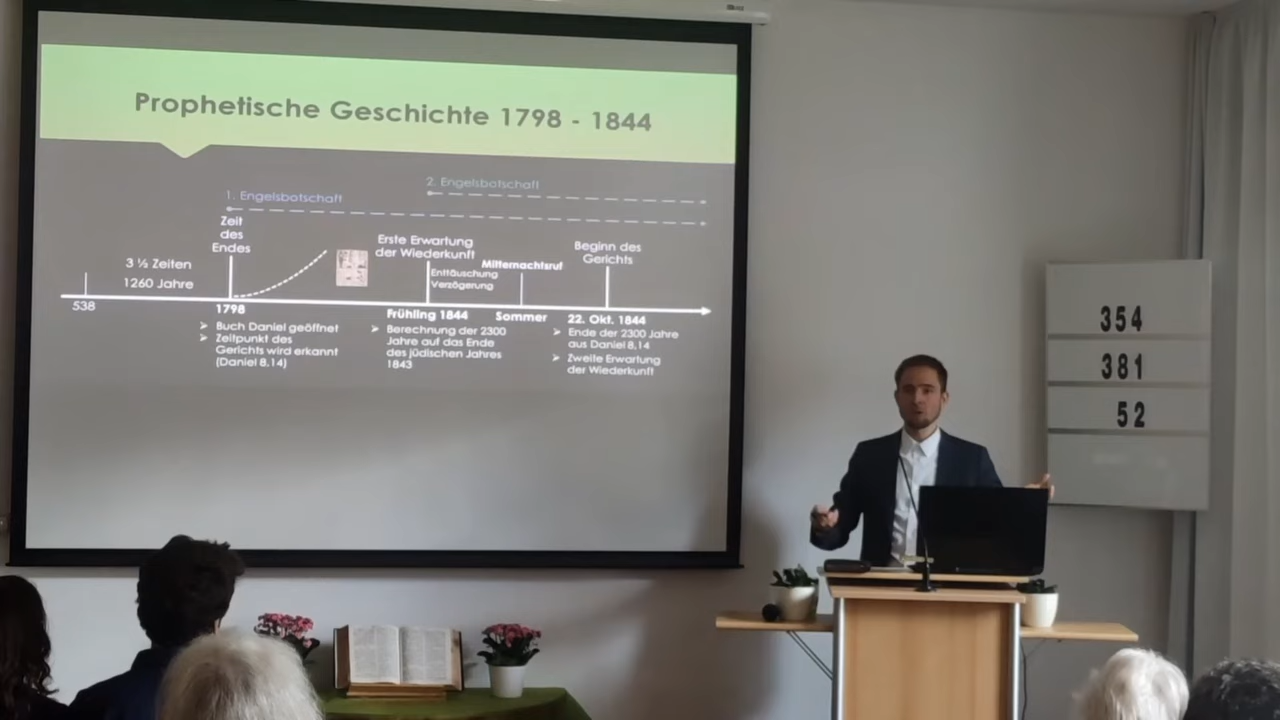 Prophetische Geschichte 1798 - 1844
2. Engelsbotschaft
1. Engelsbotschaft
Zeit
des
Endes
Erste Erwartung
der Wiederkunft
Beginn des
Gerichts
3 ½ Zeiten
1260 Jahre
Mitternachtsruf
Enttäuschung
Verzögerung
538
1798
Frühling 1844
Sommer
22. Okt. 1844
➢ Buch Daniel geöffnet
➢ Zeitpunkt des
Gerichts wird erkannt
(Daniel 8,14)
➢ Berechnung der 2300
Jahre auf das Ende
des jüdischen Jahres
1843
➢ Ende der 2300 Jahre
aus Daniel 8,14
➢ Zweite Erwartung
der Wiederkunft
354
381
52